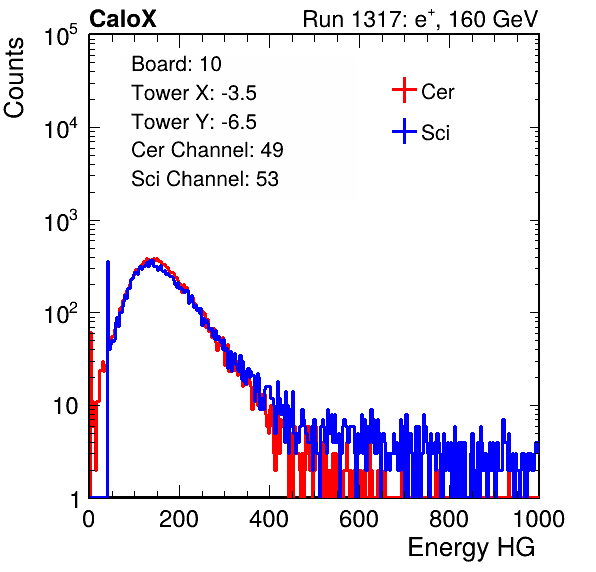 CaloX Run 1317: e⁺, 160 GeV
Counts
Board: 10
Tower X: -3.5
Tower Y: -6.5
Cer Channel: 49
Sci Channel: 53
Cer
Sci
10⁵
10⁴
10³
10²
10
1
0 200 400 600 800 1000
Energy HG